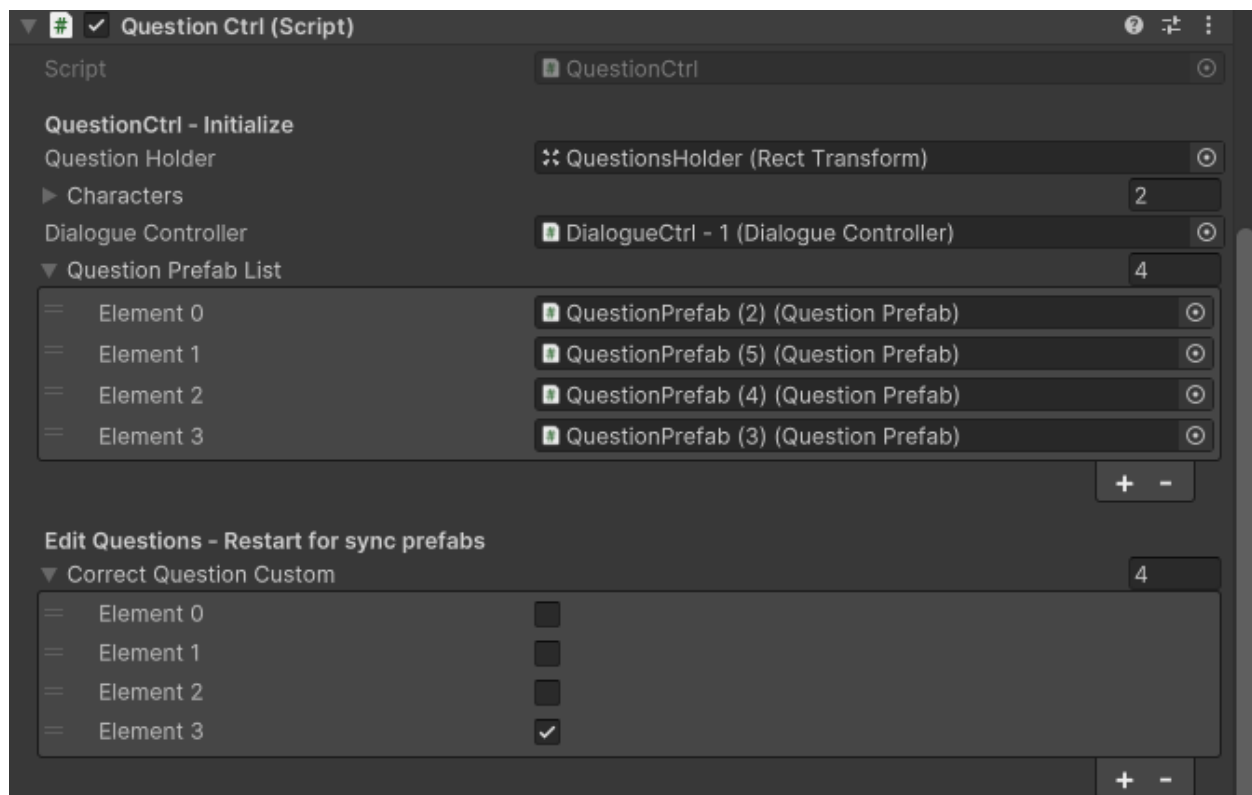 Question Ctrl (Script)
Script QuestionCtrl
QuestionCtrl - Initialize
Question Holder QuestionsHolder (Rect Transform)
Characters 2
Dialogue Controller DialogueCtrl - 1 (Dialogue Controller)
Question Prefab List 4
Element 0 QuestionPrefab (2) (Question Prefab)
Element 1 QuestionPrefab (5) (Question Prefab)
Element 2 QuestionPrefab (4) (Question Prefab)
Element 3 QuestionPrefab (3) (Question Prefab)
+ -
Edit Questions - Restart for sync prefabs
Correct Question Custom 4
Element 0
Element 1
Element 2
Element 3
+ -